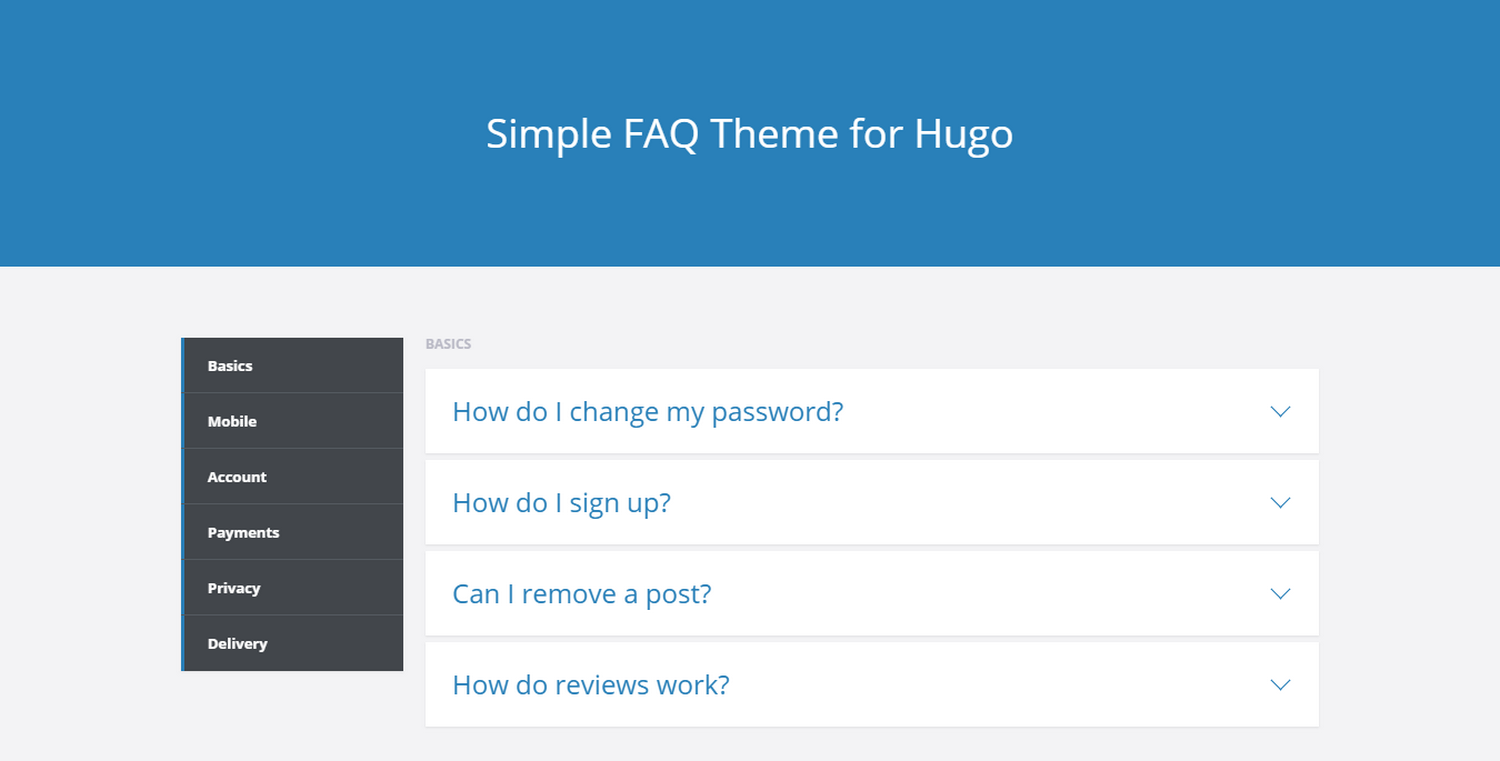 Simple FAQ Theme for Hugo
Basics
Mobile
Account
Payments
Privacy
Delivery
BASICS
How do I change my password?
How do I sign up?
Can I remove a post?
How do reviews work?